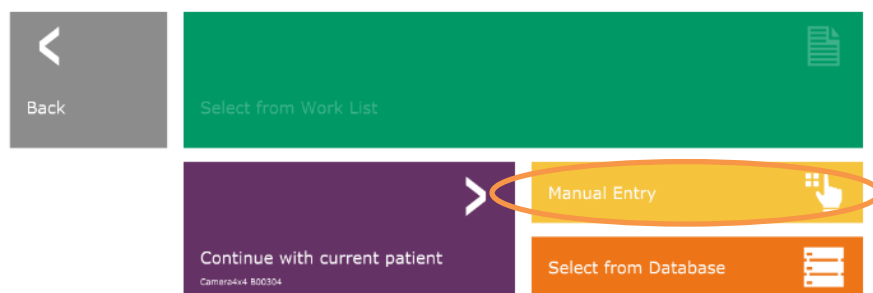 Back
Select from Work List
Manual Entry
Continue with current patient
Camera4x4 B00304
Select from Database